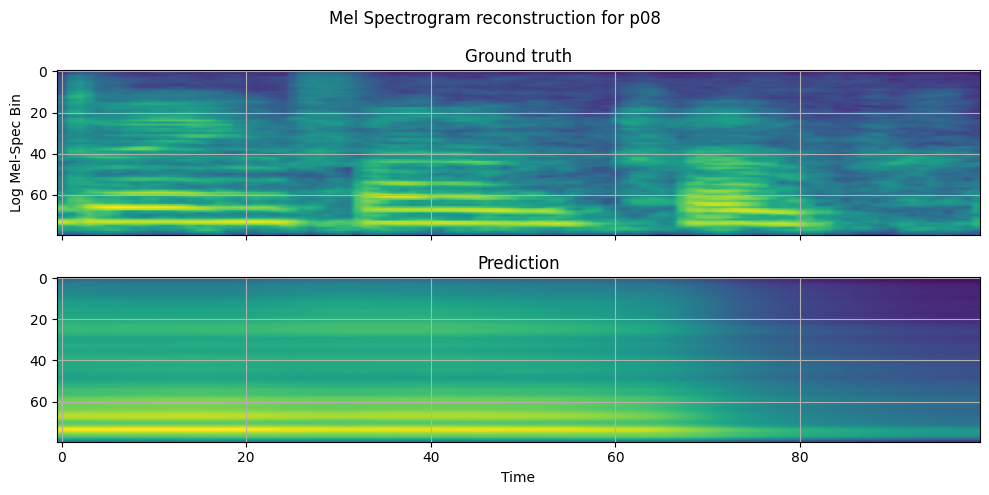 Mel Spectrogram reconstruction for p08
Ground truth
Log Mel-Spec Bin
0
20
40
60
Prediction
0
20
40
60
0 20 40 60 80
Time